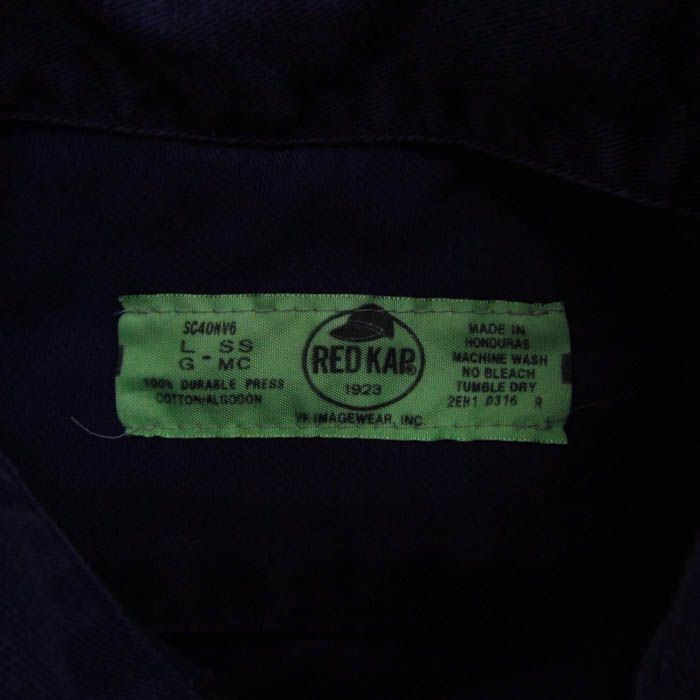 SC40NV6
L - SS
G - MC
100% DURABLE PRESS
COTTON/ALGODON
RED KAP®
1923
VF IMAGEWEAR, INC.
MADE IN
HONDURAS
MACHINE WASH
NO BLEACH
TUMBLE DRY
2EH1 0316 R